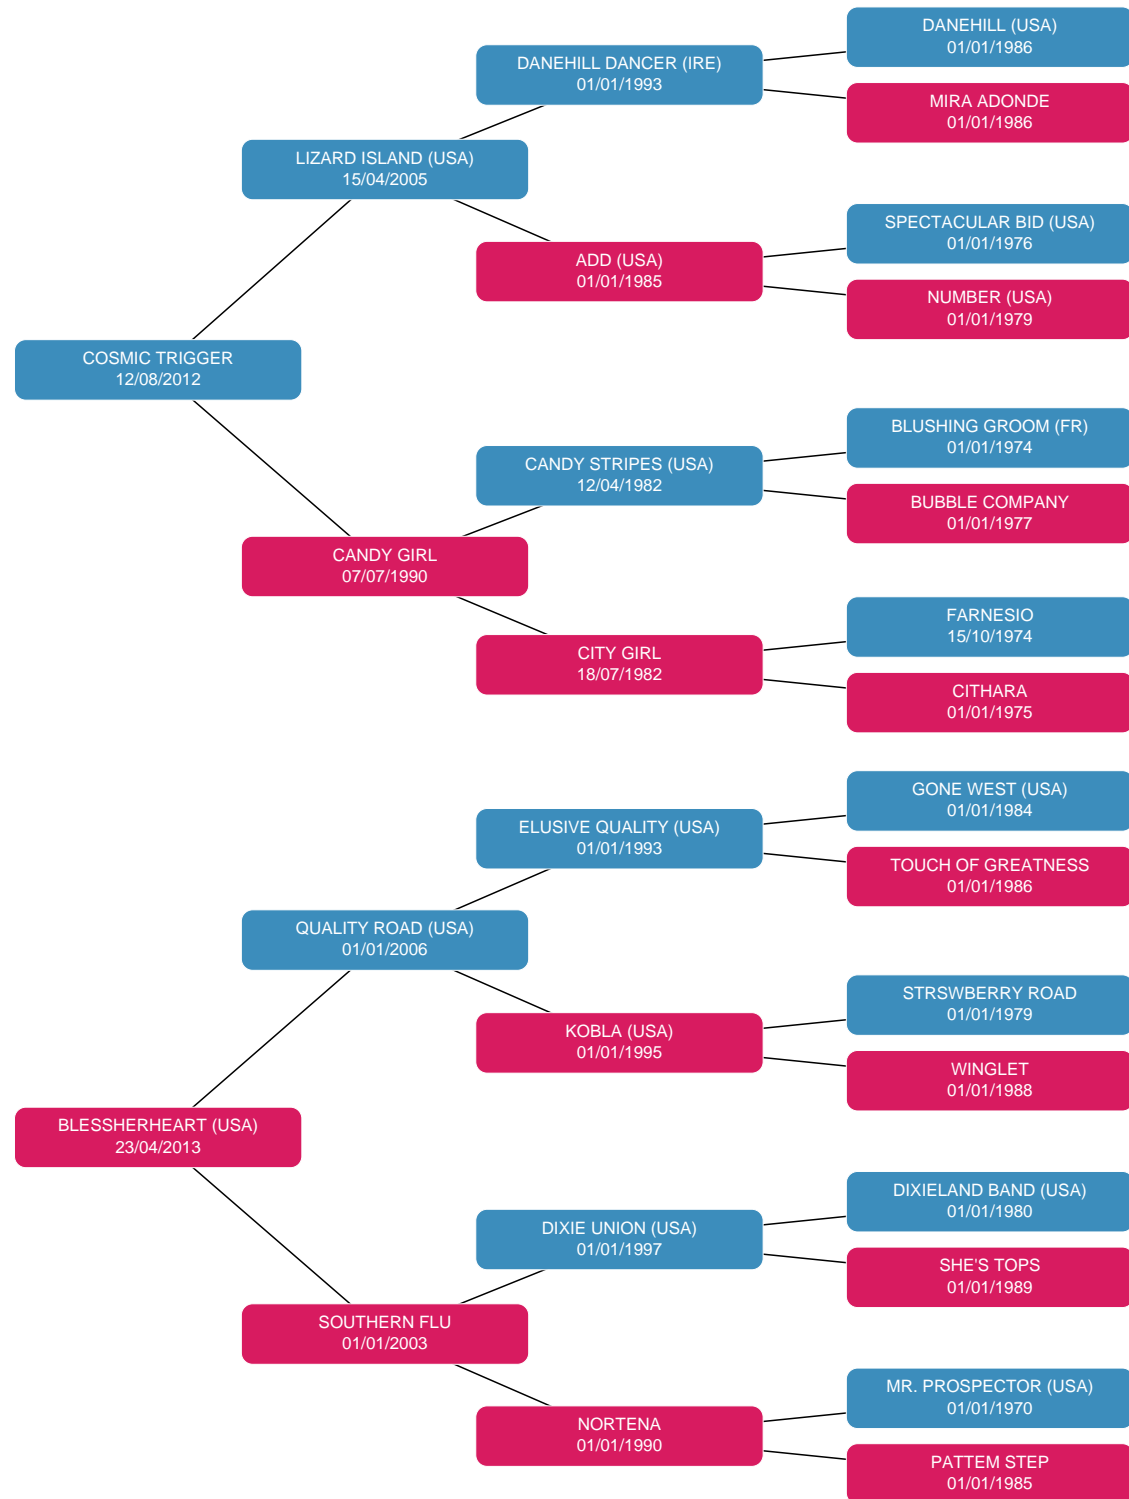 DANEHILL (USA)
01/01/1986
DANEHILL DANCER (IRE)
01/01/1993
MIRA ADONDE
01/01/1986
LIZARD ISLAND (USA)
15/04/2005
SPECTACULAR BID (USA)
01/01/1976
ADD (USA)
01/01/1985
NUMBER (USA)
01/01/1979
COSMIC TRIGGER
12/08/2012
BLUSHING GROOM (FR)
01/01/1974
CANDY STRIPES (USA)
12/04/1982
BUBBLE COMPANY
01/01/1977
CANDY GIRL
07/07/1990
FARNESIO
15/10/1974
CITY GIRL
18/07/1982
CITHARA
01/01/1975
GONE WEST (USA)
01/01/1984
ELUSIVE QUALITY (USA)
01/01/1993
TOUCH OF GREATNESS
01/01/1986
QUALITY ROAD (USA)
01/01/2006
STRSWBERRY ROAD
01/01/1979
KOBLA (USA)
01/01/1995
WINGLET
01/01/1988
BLESSHERHEART (USA)
23/04/2013
DIXIELAND BAND (USA)
01/01/1980
DIXIE UNION (USA)
01/01/1997
SHE'S TOPS
01/01/1989
SOUTHERN FLU
01/01/2003
MR. PROSPECTOR (USA)
01/01/1970
NORTENA
01/01/1990
PATTEM STEP
01/01/1985